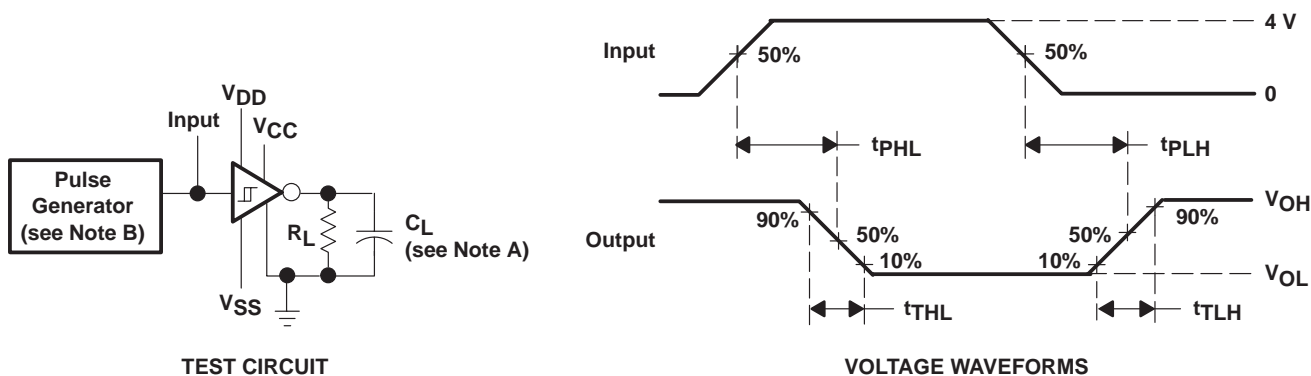 VDD
Input
VCC
Pulse
Generator
(see Note B)
RL
CL
(see Note A)
VSS
TEST CIRCUIT
Input
50%
50%
4 V
0
tPHL
tPLH
Output
90%
50%
10%
50%
10%
90%
VOH
VOL
tTHL
tTLH
VOLTAGE WAVEFORMS